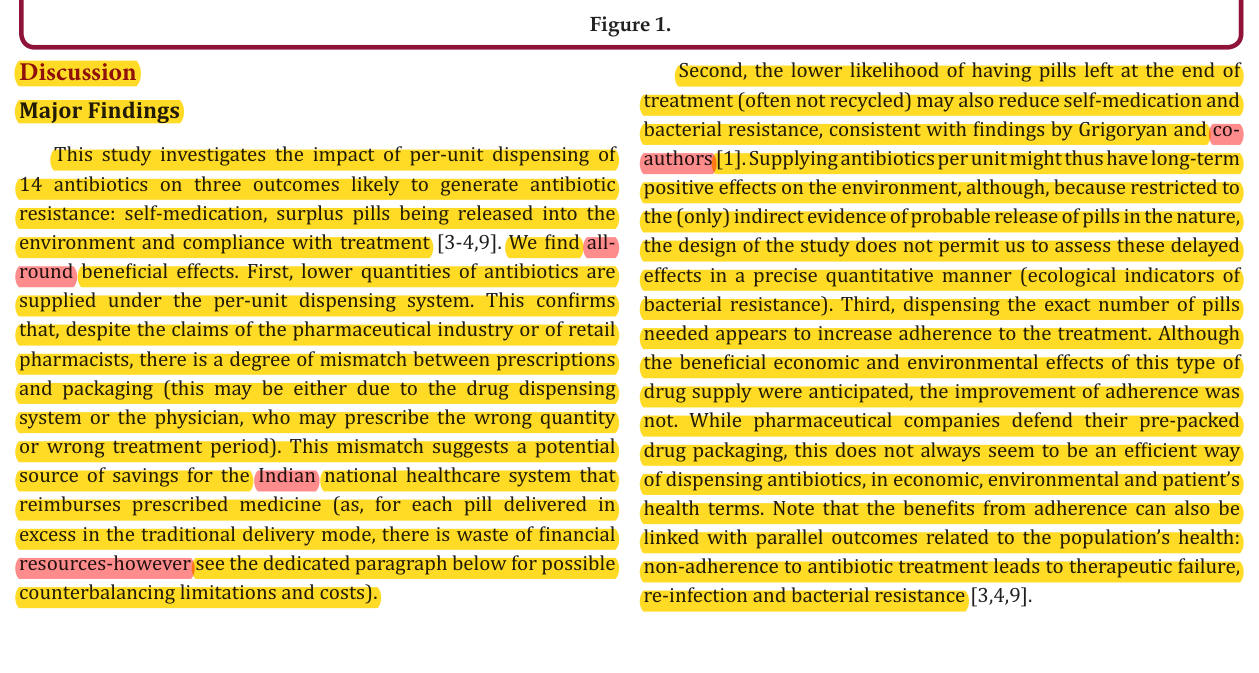 Figure 1.
Discussion
Major Findings
This study investigates the impact of per-unit dispensing of
14 antibiotics on three outcomes likely to generate antibiotic
resistance: self-medication, surplus pills being released into the
environment and compliance with treatment [3-4,9]. We find all-
round beneficial effects. First, lower quantities of antibiotics are
supplied under the per-unit dispensing system. This confirms
that, despite the claims of the pharmaceutical industry or of retail
pharmacists, there is a degree of mismatch between prescriptions
and packaging (this may be either due to the drug dispensing
system or the physician, who may prescribe the wrong quantity
or wrong treatment period). This mismatch suggests a potential
source of savings for the Indian national healthcare system that
reimburses prescribed medicine (as, for each pill delivered in
excess in the traditional delivery mode, there is waste of financial
resources-however see the dedicated paragraph below for possible
counterbalancing limitations and costs).
Second, the lower likelihood of having pills left at the end of
treatment (often not recycled) may also reduce self-medication and
bacterial resistance, consistent with findings by Grigoryan and co-
authors [1]. Supplying antibiotics per unit might thus have long-term
positive effects on the environment, although, because restricted to
the (only) indirect evidence of probable release of pills in the nature,
the design of the study does not permit us to assess these delayed
effects in a precise quantitative manner (ecological indicators of
bacterial resistance). Third, dispensing the exact number of pills
needed appears to increase adherence to the treatment. Although
the beneficial economic and environmental effects of this type of
drug supply were anticipated, the improvement of adherence was
not. While pharmaceutical companies defend their pre-packed
drug packaging, this does not always seem to be an efficient way
of dispensing antibiotics, in economic, environmental and patient's
health terms. Note that the benefits from adherence can also be
linked with parallel outcomes related to the population's health:
non-adherence to antibiotic treatment leads to therapeutic failure,
re-infection and bacterial resistance [3,4,9].